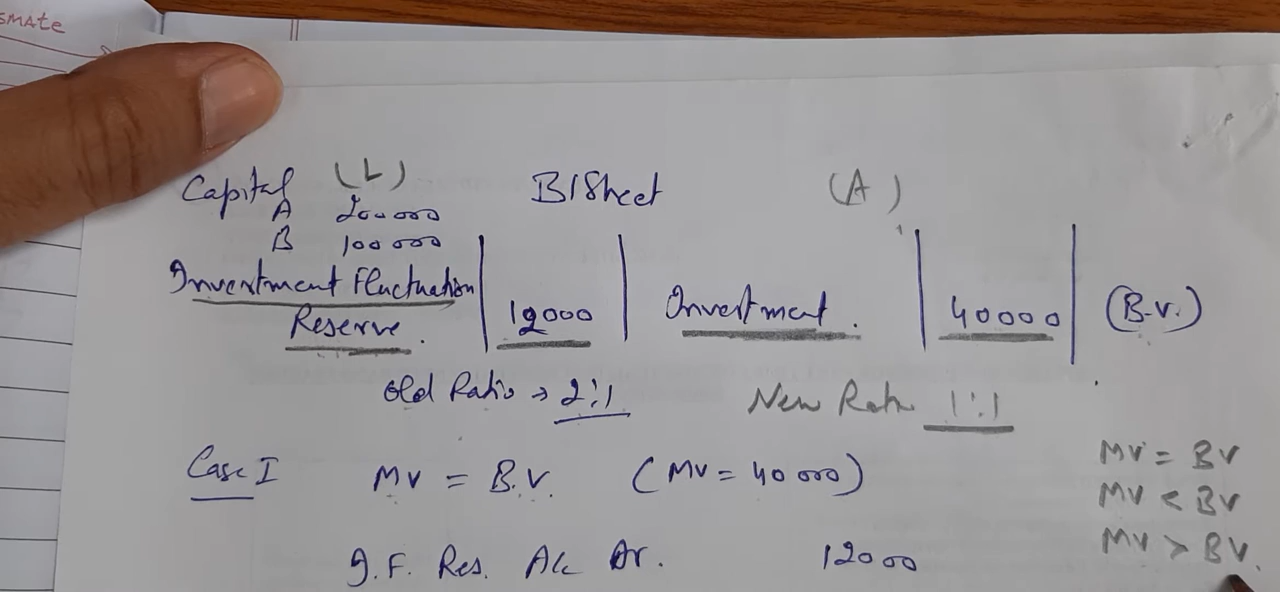 SMAte
Capital (L) B/Sheet (A)
A 200000
B 100000
Investment Fluctuation
Reserve. 12000 Investment. 40000 (B.V.)
Old Ratio → 2:1 New Ratio 1:1
Case I MV = B.V. (MV = 40000)
MV = BV
MV < BV
MV > BV.
I.F. Res. A/c Dr. 12000